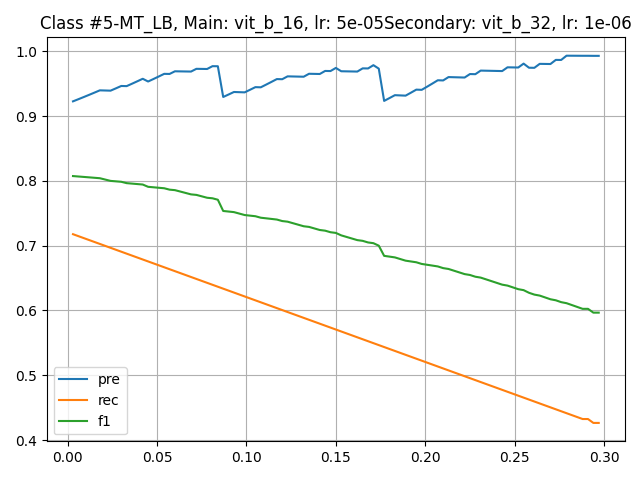 Class #5-MT_LB, Main: vit_b_16, lr: 5e-05Secondary: vit_b_32, lr: 1e-06
1.0
0.9
0.8
0.7
0.6
0.5
0.4
pre
rec
f1
0.00 0.05 0.10 0.15 0.20 0.25 0.30